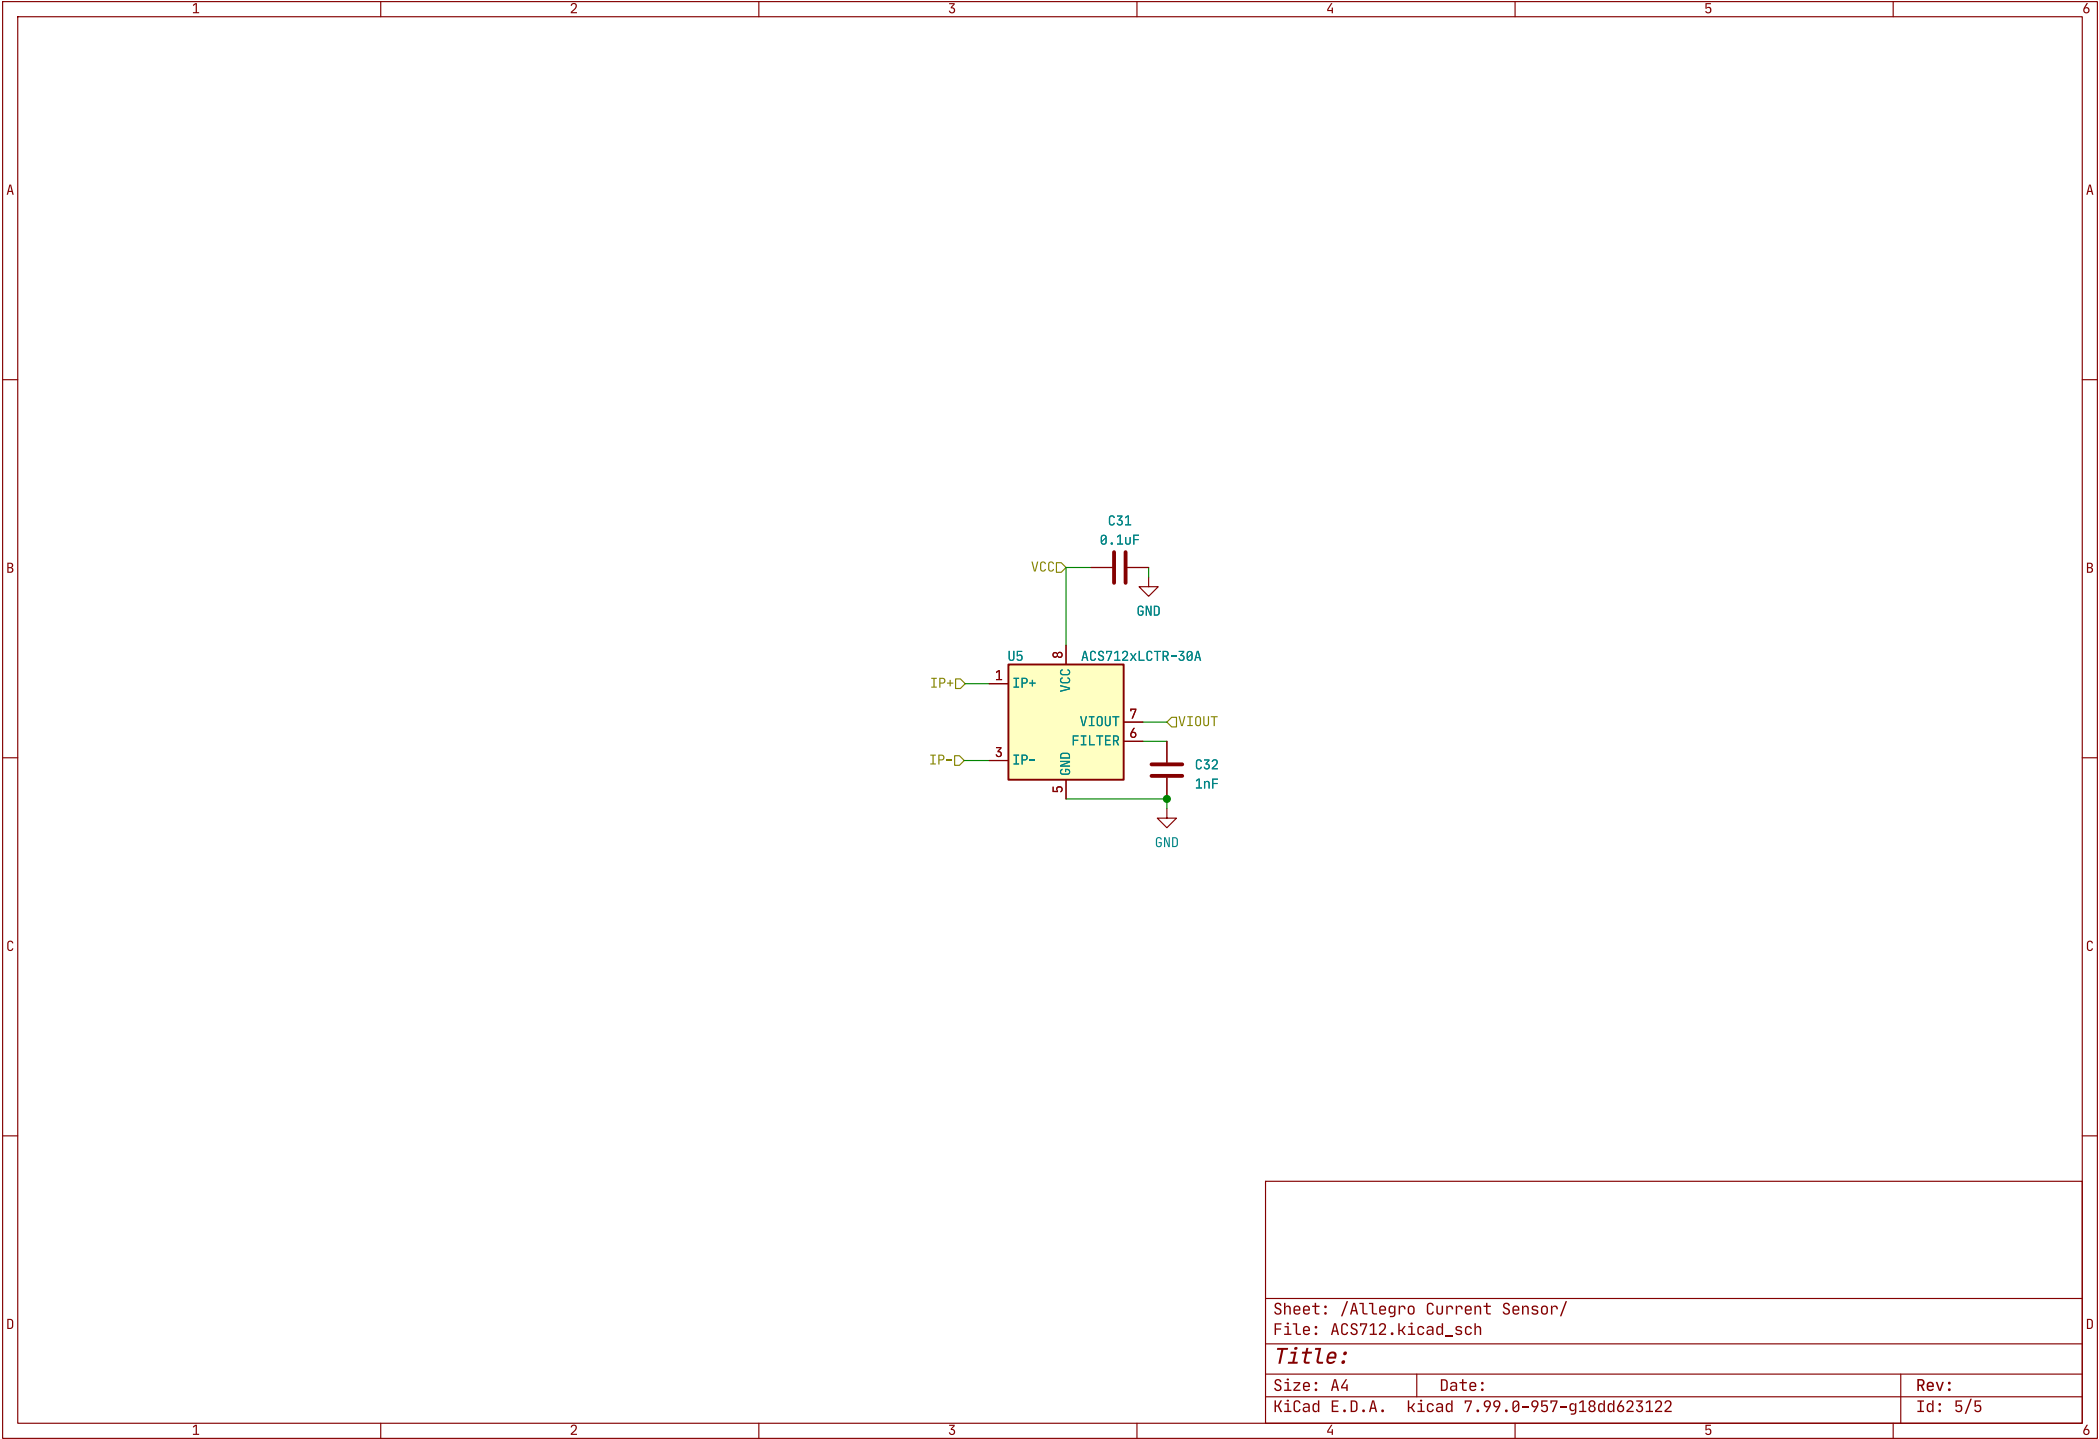 1 2 3 4 5 6
A A
C31
0.1uF
B VCC B
GND
U5 8 ACS712xLCTR-30A
IP+ 1 IP+ VCC
VIOUT 7 VIOUT
FILTER 6
IP- 3 IP- GND C32
5 1nF
GND
C C
Sheet: /Allegro Current Sensor/
File: ACS712.kicad_sch
D D
Title:
Size: A4 Date: Rev:
KiCad E.D.A. kicad 7.99.0-957-g18dd623122 Id: 5/5
1 2 3 4 5 6